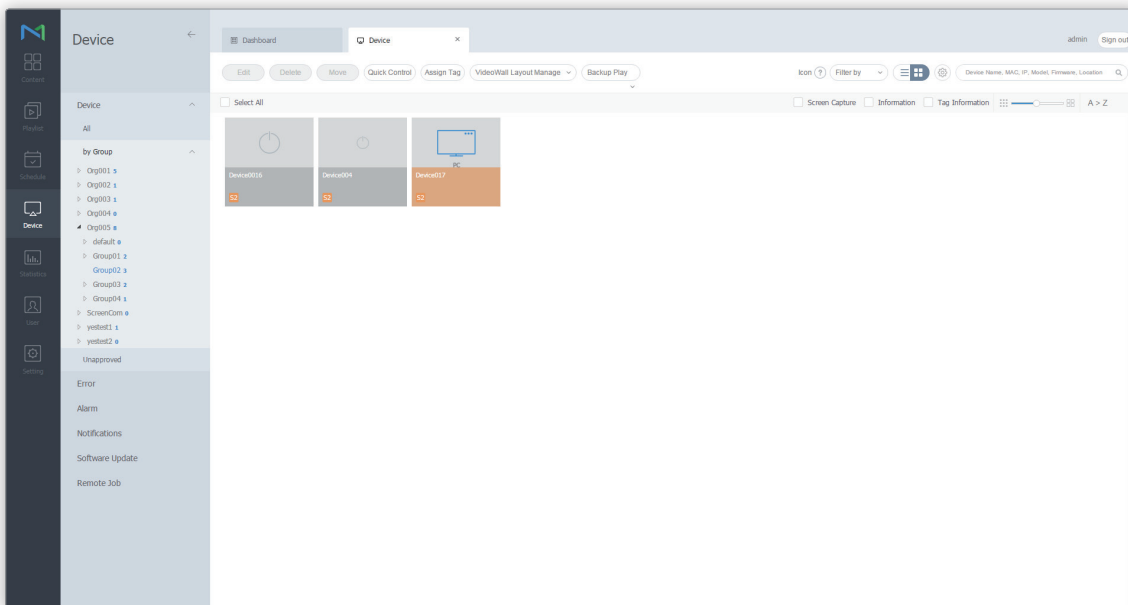 Content
Playlist
Schedule
Device
Statistics
User
Setting
Device
Device
All
by Group
Org001 5
Org002 1
Org003 1
Org004 0
Org005 8
default 0
Group01 2
Group02 3
Group03 2
Group04 1
ScreenCom 0
yestest1 1
yestest2 0
Unapproved
Error
Alarm
Notifications
Software Update
Remote Job
Dashboard
Device
admin
Sign out
Edit
Delete
Move
Quick Control
Assign Tag
VideoWall Layout Manage
Backup Play
Icon ?
Filter by
Device Name, MAC, IP, Model, Firmware, Location
Select All
Screen Capture
Information
Tag Information
A > Z
Device0016
S2
Device004
S2
PC
Device017
S2